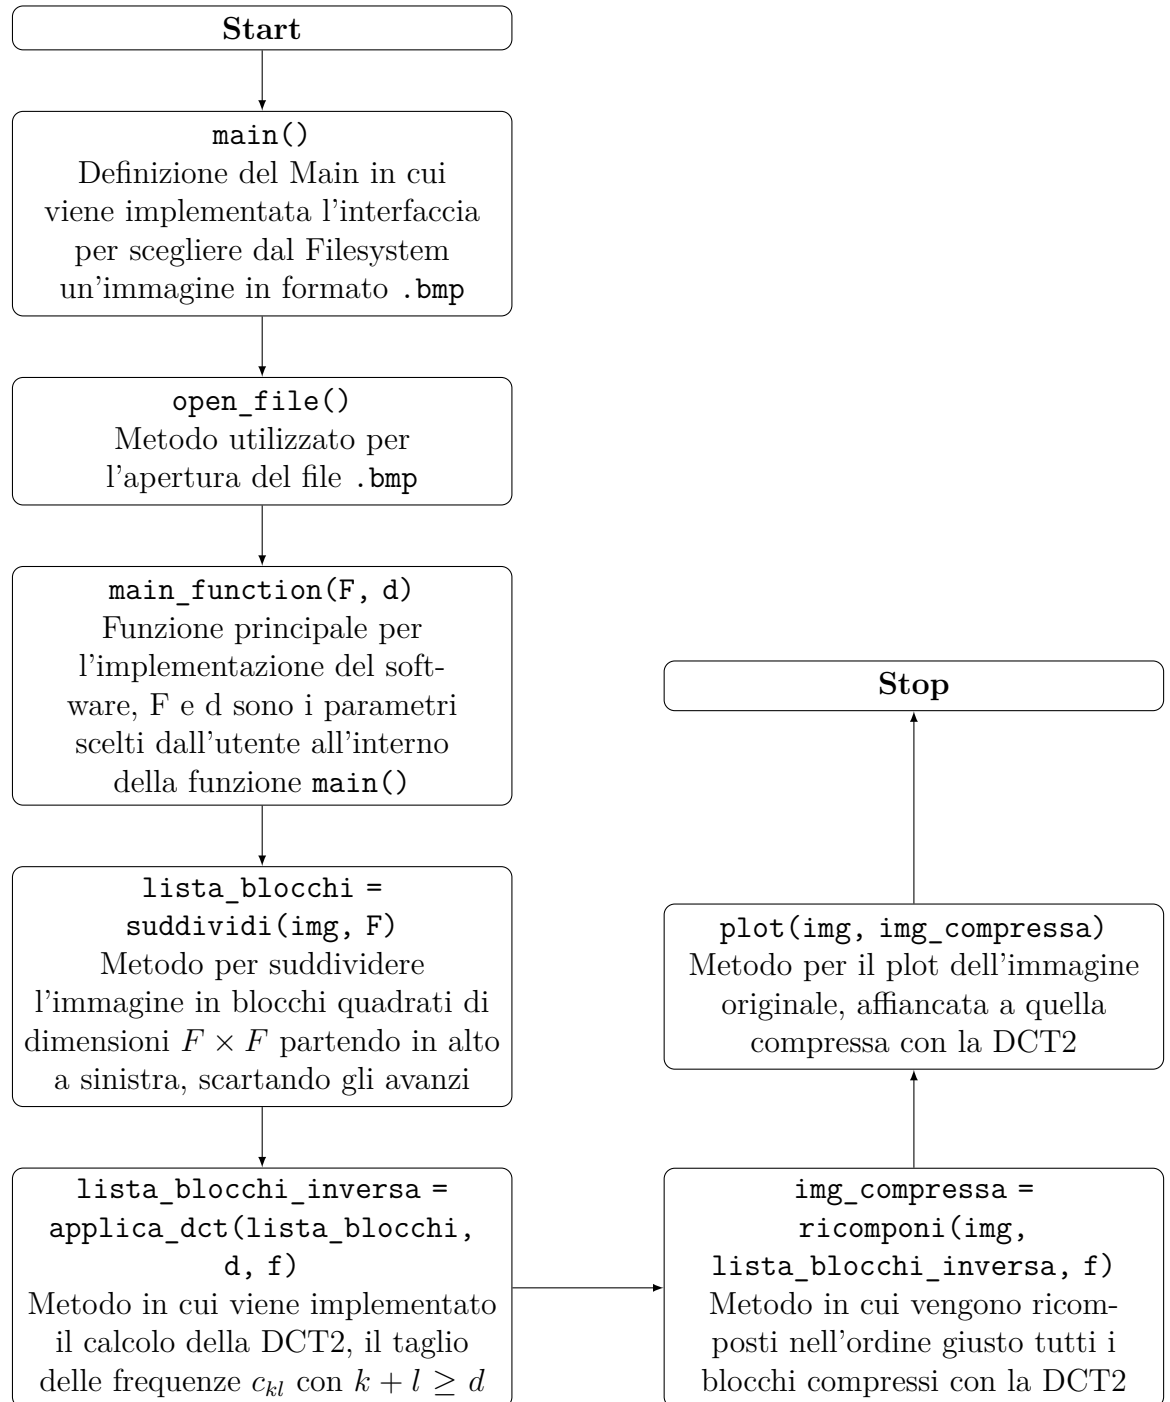 Start
main()
Definizione del Main in cui
viene implementata l'interfaccia
per scegliere dal Filesystem
un'immagine in formato .bmp
open_file()
Metodo utilizzato per
l'apertura del file .bmp
main_function(F, d)
Funzione principale per
l'implementazione del soft-
ware, F e d sono i parametri
scelti dall'utente all'interno
della funzione main()
lista_blocchi =
suddividi(img, F)
Metodo per suddividere
l'immagine in blocchi quadrati di
dimensioni F × F partendo in alto
a sinistra, scartando gli avanzi
lista_blocchi_inversa =
applica_dct(lista_blocchi,
d, f)
Metodo in cui viene implementato
il calcolo della DCT2, il taglio
delle frequenze c_{kl} con k + l ≥ d
img_compressa =
ricomponi(img,
lista_blocchi_inversa, f)
Metodo in cui vengono ricom-
posti nell'ordine giusto tutti i
blocchi compressi con la DCT2
plot(img, img_compressa)
Metodo per il plot dell'immagine
originale, affiancata a quella
compressa con la DCT2
Stop